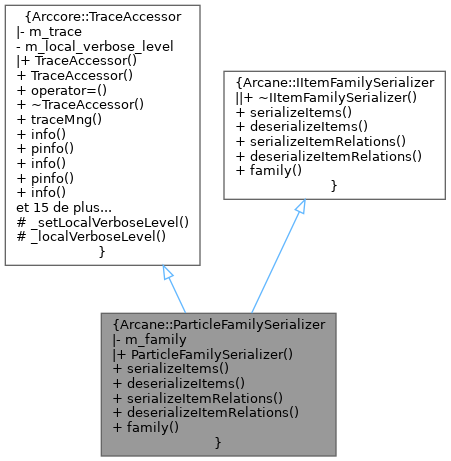 {Arccore::TraceAccessor
|- m_trace
- m_local_verbose_level
|+ TraceAccessor()
+ TraceAccessor()
+ operator=()
+ ~TraceAccessor()
+ traceMng()
+ info()
+ pinfo()
+ info()
+ pinfo()
+ info()
et 15 de plus...
# _setLocalVerboseLevel()
# _localVerboseLevel()
}
{Arcane::IItemFamilySerializer
||+ ~IItemFamilySerializer()
+ serializeItems()
+ deserializeItems()
+ serializeItemRelations()
+ deserializeItemRelations()
+ family()
}
{Arcane::ParticleFamilySerializer
|- m_family
|+ ParticleFamilySerializer()
+ serializeItems()
+ deserializeItems()
+ serializeItemRelations()
+ deserializeItemRelations()
+ family()
}